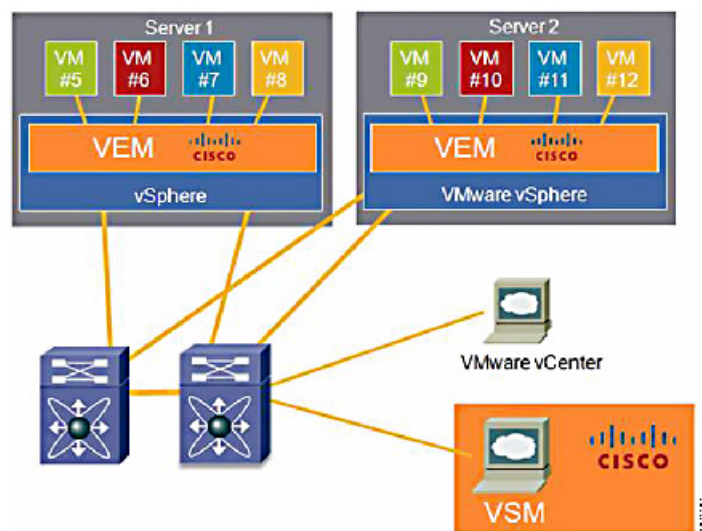 Server 1
VM #5
VM #6
VM #7
VM #8
VEM
CISCO
vSphere
Server 2
VM #9
VM #10
VM #11
VM #12
VEM
CISCO
VMware vSphere
VMware vCenter
VSM
CISCO